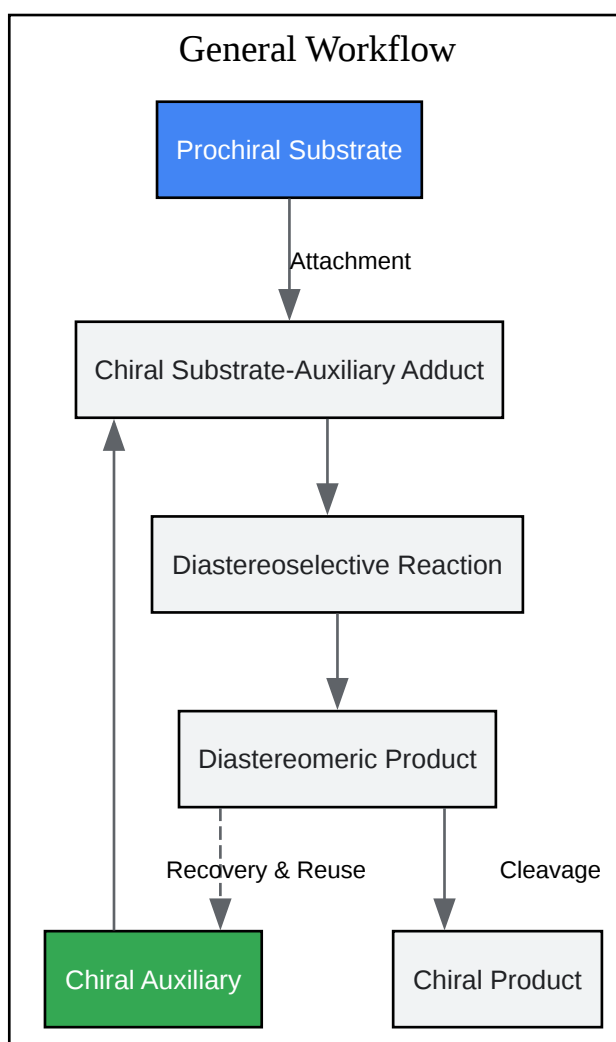 General Workflow
Prochiral Substrate
Attachment
Chiral Substrate-Auxiliary Adduct
Diastereoselective Reaction
Diastereomeric Product
Recovery & Reuse
Cleavage
Chiral Auxiliary
Chiral Product